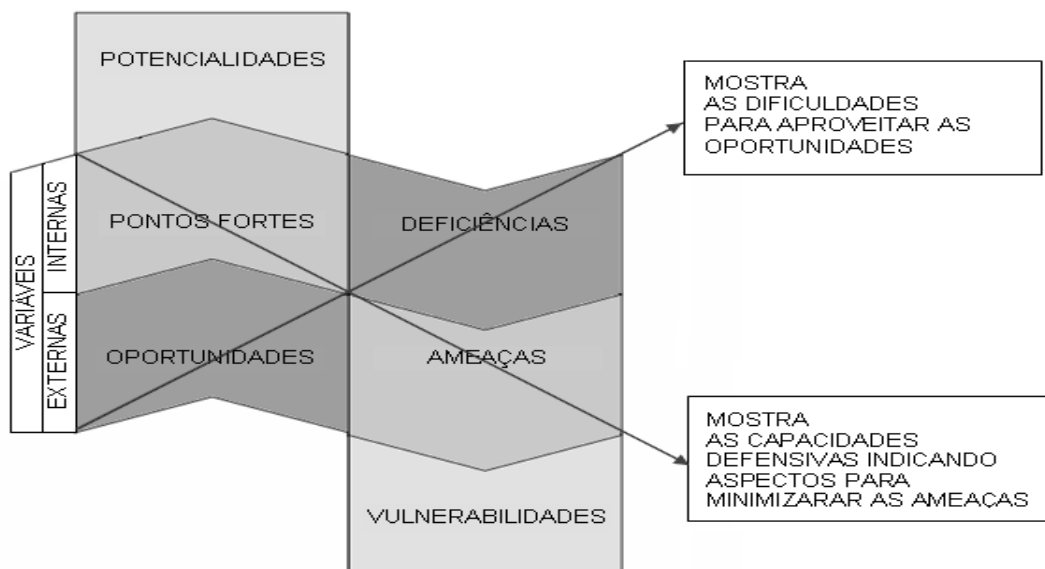 POTENCIALIDADES
MOSTRA
AS DIFICULDADES
PARA APROVEITAR AS
OPORTUNIDADES
VARIÁVEIS
INTERNAS
PONTOS FORTES
DEFICIÊNCIAS
EXTERNAS
OPORTUNIDADES
AMEAÇAS
MOSTRA
AS CAPACIDADES
DEFENSIVAS INDICANDO
ASPECTOS PARA
MINIMIZARAR AS AMEAÇAS
VULNERABILIDADES